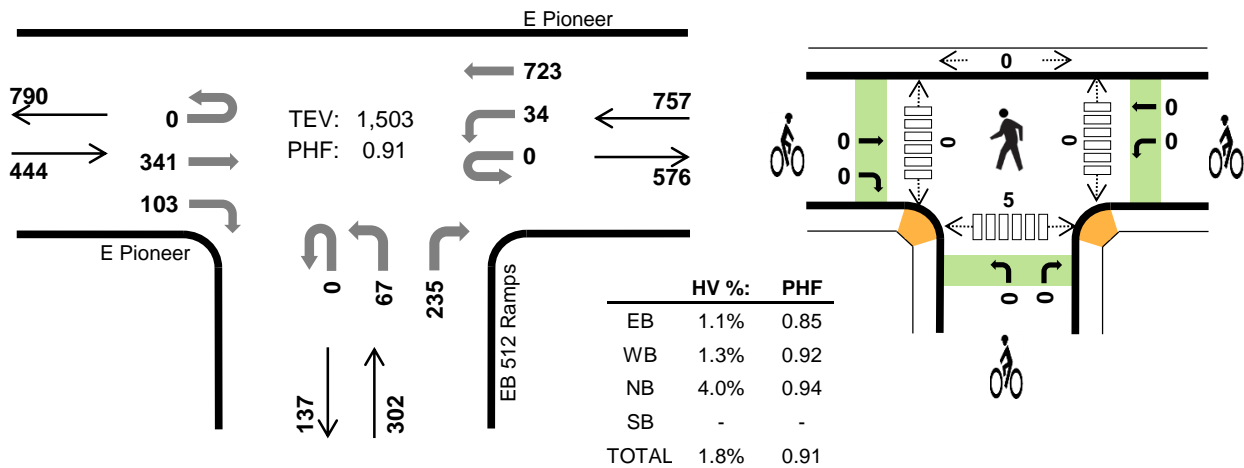 E Pioneer
790
0
444
341
103
TEV: 1,503
PHF: 0.91
723
34
0
757
576
E Pioneer
0
67
235
EB 512 Ramps
137
302
HV %: PHF
EB 1.1% 0.85
WB 1.3% 0.92
NB 4.0% 0.94
SB - -
TOTAL 1.8% 0.91
0
0
0
0
0
0
0
5
0
0